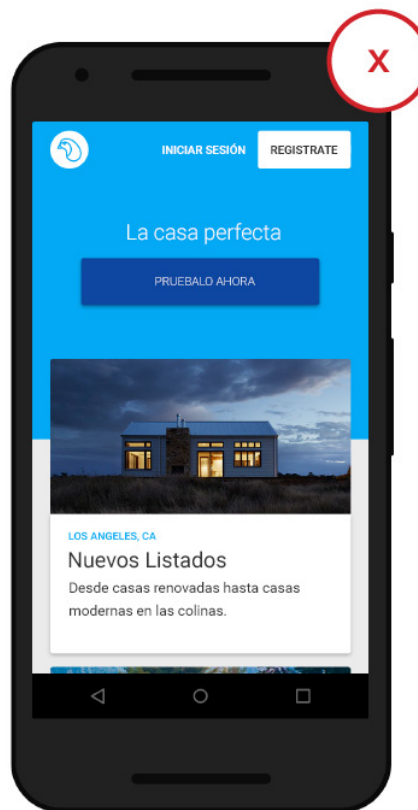 X
INICIAR SESIÓN
REGISTRATE
La casa perfecta
PRUEBALO AHORA
LOS ANGELES, CA
Nuevos Listados
Desde casas renovadas hasta casas
modernas en las colinas.